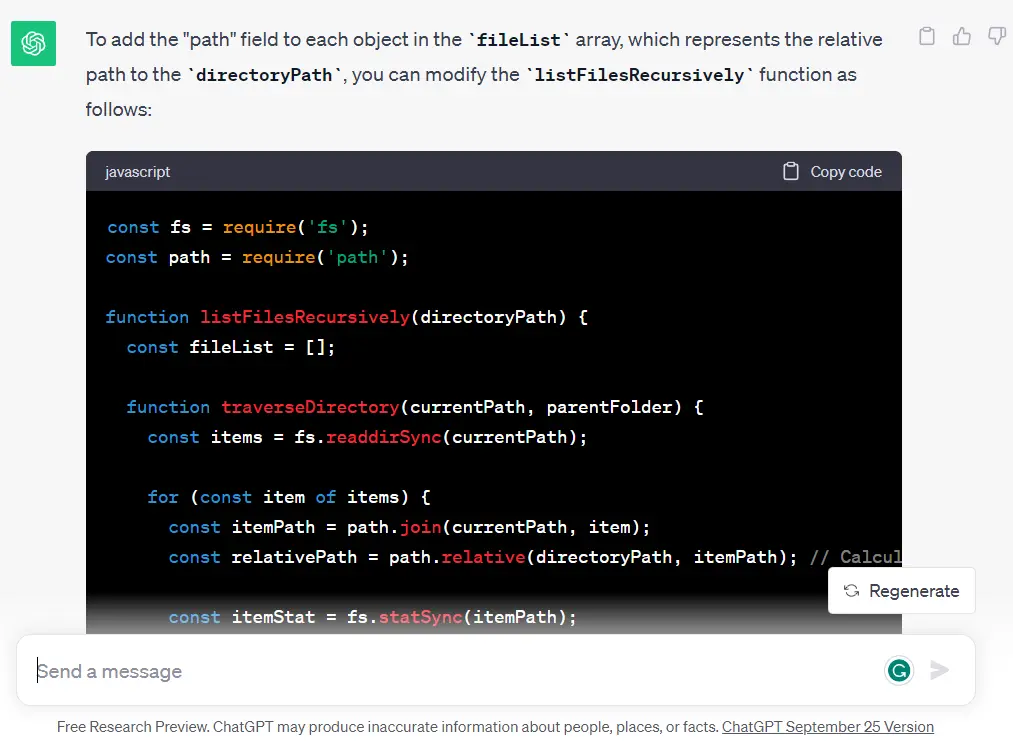 To add the "path" field to each object in the `fileList` array, which represents the relative
path to the `directoryPath`, you can modify the `listFilesRecursively` function as
follows:
javascript
Copy code
const fs = require('fs');
const path = require('path');
function listFilesRecursively(directoryPath) {
const fileList = [];
function traverseDirectory(currentPath, parentFolder) {
const items = fs.readdirSync(currentPath);
for (const item of items) {
const itemPath = path.join(currentPath, item);
const relativePath = path.relative(directoryPath, itemPath); // Calcul
Regenerate
const itemStat = fs.statSync(itemPath);
Send a message
Free Research Preview. ChatGPT may produce inaccurate information about people, places, or facts. ChatGPT September 25 Version